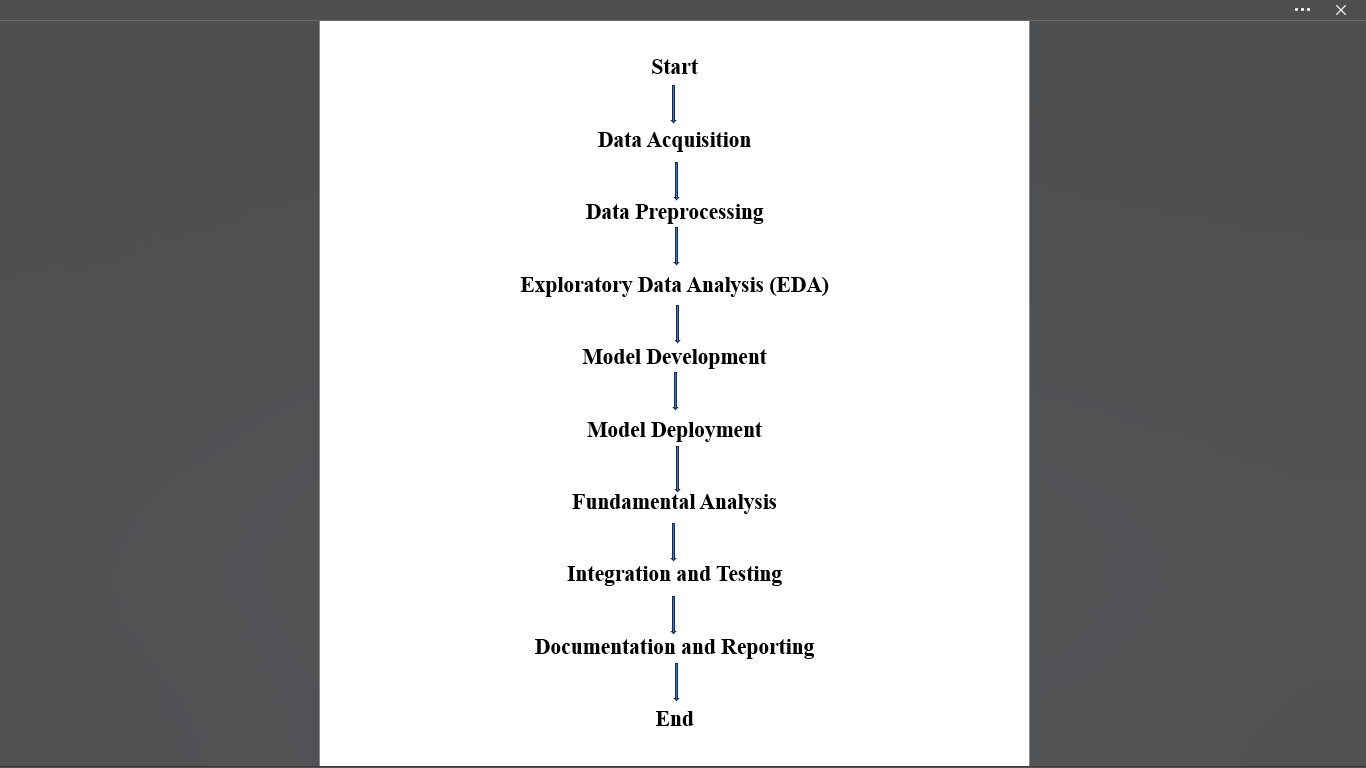 Start
Data Acquisition
Data Preprocessing
Exploratory Data Analysis (EDA)
Model Development
Model Deployment
Fundamental Analysis
Integration and Testing
Documentation and Reporting
End